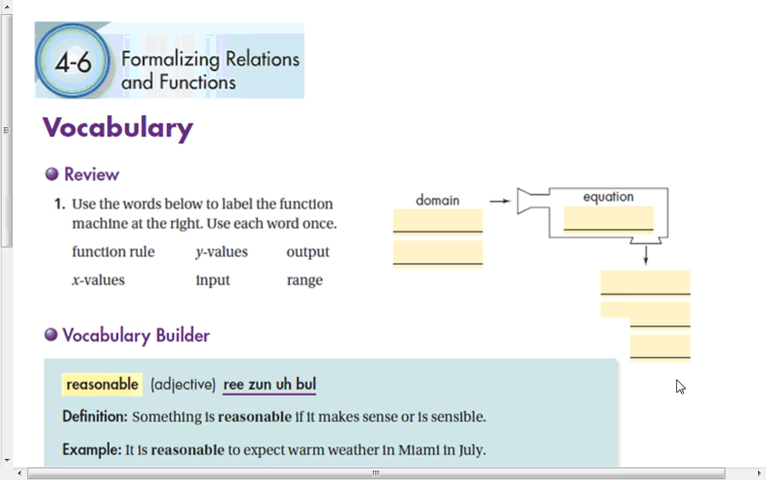 4-6
Formalizing Relations
and Functions
Vocabulary
Review
1. Use the words below to label the function
machine at the right. Use each word once.
function rule y-values output
x-values input range
domain
equation
Vocabulary Builder
reasonable (adjective) ree zun uh bul
Definition: Something is reasonable if it makes sense or is sensible.
Example: It is reasonable to expect warm weather in Miami in July.